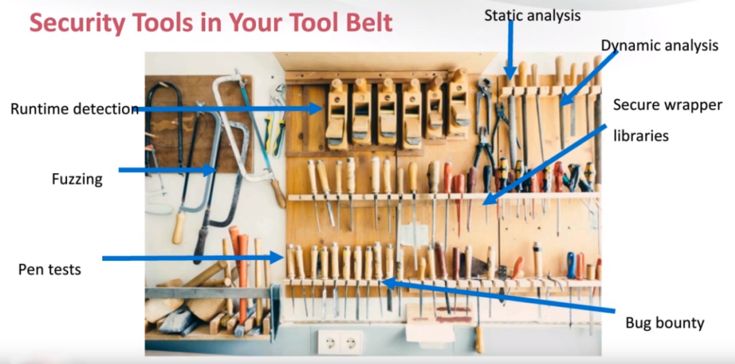 Security Tools in Your Tool Belt
Static analysis
Dynamic analysis
Runtime detection
Secure wrapper
libraries
Fuzzing
Pen tests
Bug bounty